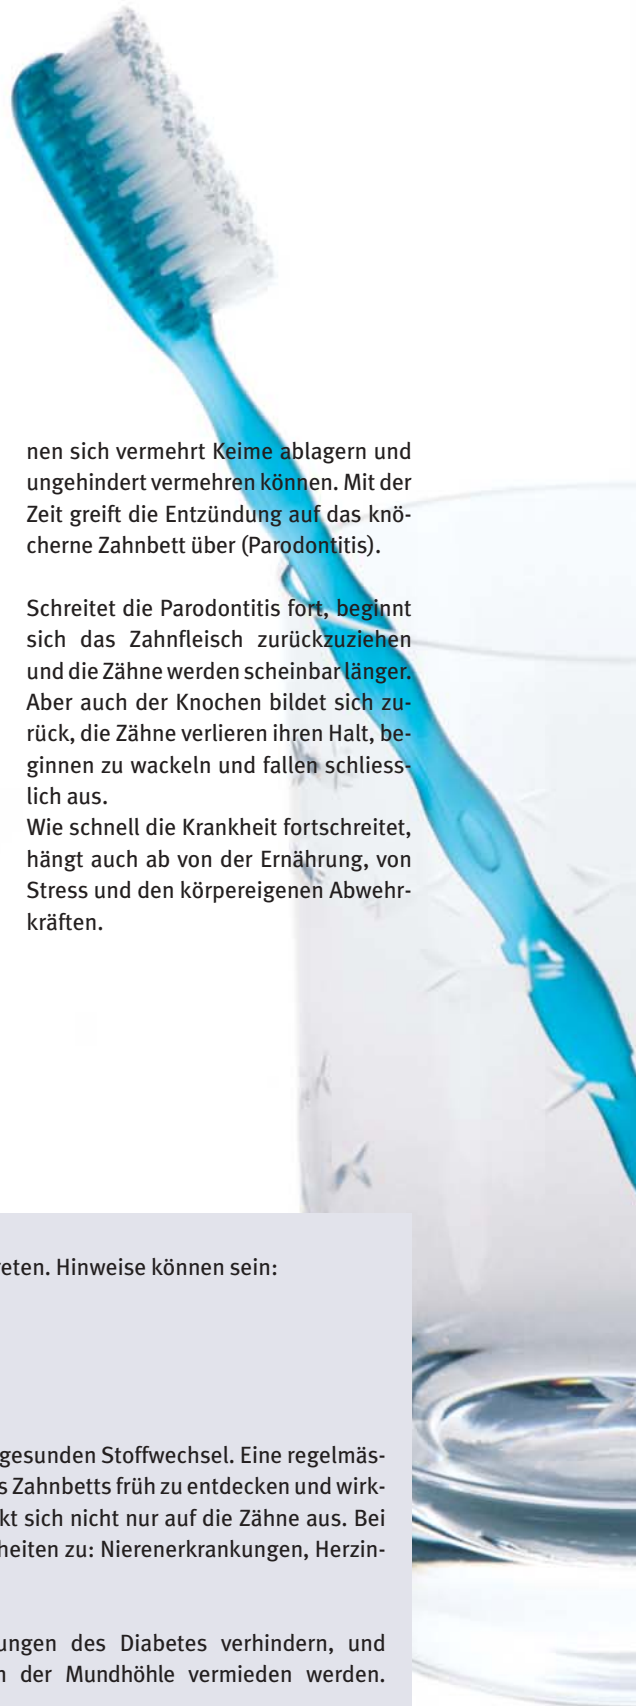 nen sich vermehrt Keime ablagern und
ungehindert vermehren können. Mit der
Zeit greift die Entzündung auf das knö-
cherne Zahnbett über (Parodontitis).
Schreitet die Parodontitis fort, beginnt
sich das Zahnfleisch zurückzuziehen
und die Zähne werden scheinbar länger.
Aber auch der Knochen bildet sich zu-
rück, die Zähne verlieren ihren Halt, be-
ginnen zu wackeln und fallen schliess-
lich aus.
Wie schnell die Krankheit fortschreitet,
hängt auch ab von der Ernährung, von
Stress und den körpereigenen Abwehr-
kräften.
reten. Hinweise können sein:
gesunden Stoffwechsel. Eine regelmäs-
s Zahnbetts früh zu entdecken und wirk-
kt sich nicht nur auf die Zähne aus. Bei
heiten zu: Nierenerkrankungen, Herzin-
ungen des Diabetes verhindern, und
n der Mundhöhle vermieden werden.